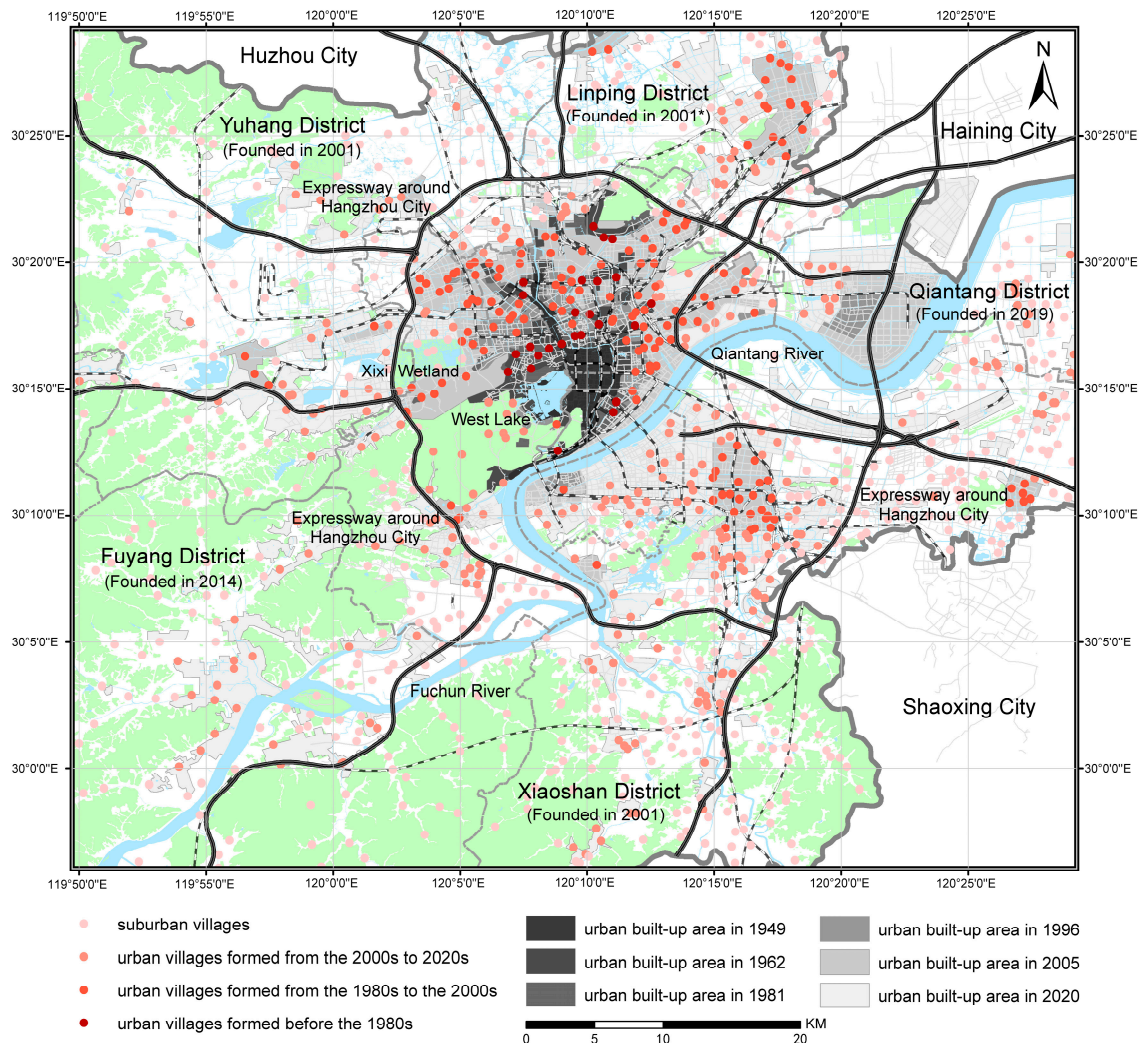 119°50'0"E 119°55'0"E 120°0'0"E 120°5'0"E 120°10'0"E 120°15'0"E 120°20'0"E 120°25'0"E
Huzhou City
N
Linping District
(Founded in 2001*)
Yuhang District
(Founded in 2001)
30°25'0"E
30°25'0"E
Haining City
Expressway around
Hangzhou City
30°20'0"E
30°20'0"E
Qiantang District
(Founded in 2019)
Qiantang River
Xixi Wetland
30°15'0"E
30°15'0"E
West Lake
Expressway around
Hangzhou City
30°10'0"E
30°10'0"E
Expressway around
Hangzhou City
Fuyang District
(Founded in 2014)
30°5'0"E
30°5'0"E
Fuchun River
Shaoxing City
30°0'0"E
30°0'0"E
Xiaoshan District
(Founded in 2001)
119°50'0"E 119°55'0"E 120°0'0"E 120°5'0"E 120°10'0"E 120°15'0"E 120°20'0"E 120°25'0"E
suburban villages
urban villages formed from the 2000s to 2020s
urban villages formed from the 1980s to the 2000s
urban villages formed before the 1980s
urban built-up area in 1949
urban built-up area in 1962
urban built-up area in 1981
urban built-up area in 1996
urban built-up area in 2005
urban built-up area in 2020
KM
0 5 10 20